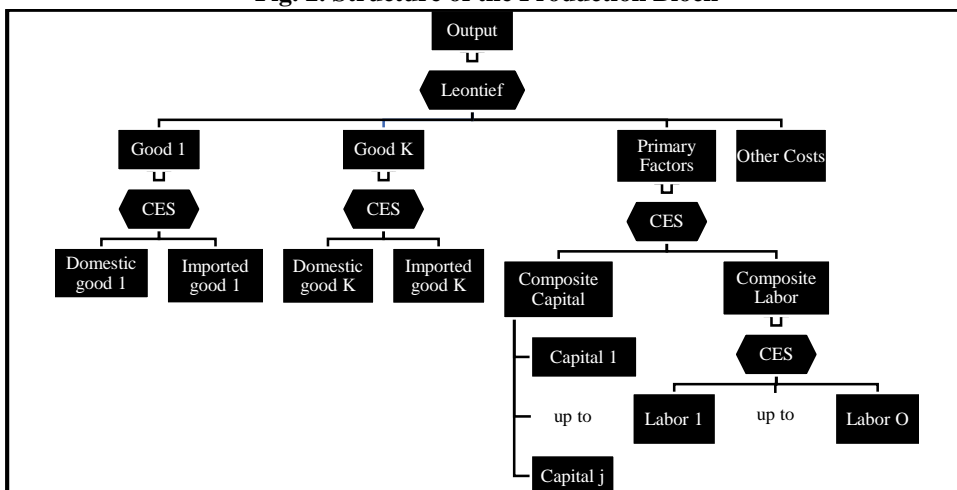 Fig. 2. Structure of the Production Block
Output
Leontief
Good 1
Good K
Primary
Factors
Other Costs
CES
CES
CES
Domestic
good 1
Imported
good 1
Domestic
good K
Imported
good K
Composite
Capital
Composite
Labor
Capital 1
CES
up to
Labor 1
up to
Labor O
Capital j